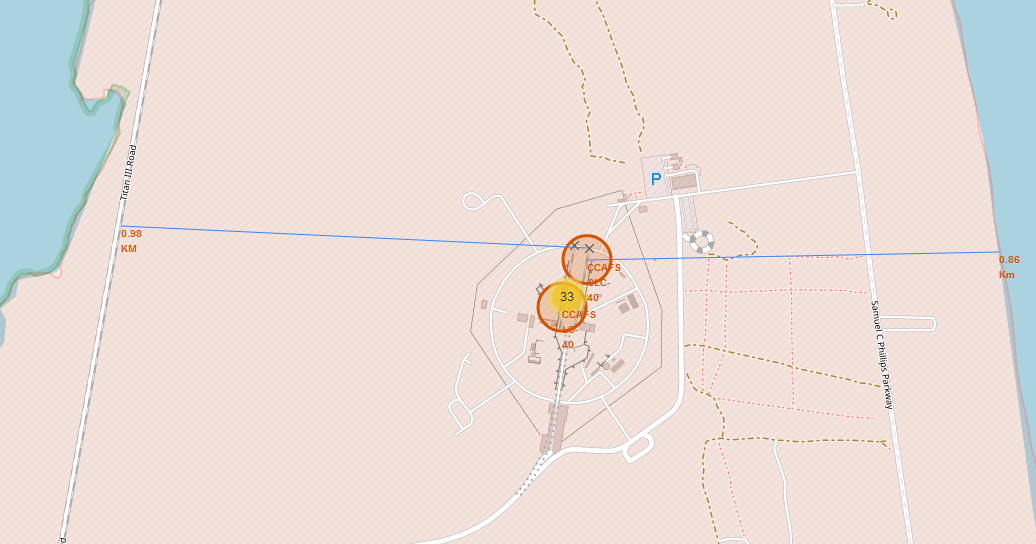 Titan III Road
P
0.98
KM
0.86
Km
CCAFS
SLC-
40
33
CCAFS
LC-
40
Samuel C Phillips Parkway